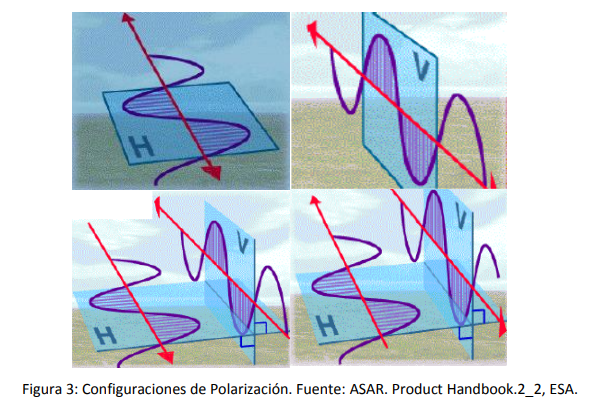 H
V
H
V
H
V
Figura 3: Configuraciones de Polarización. Fuente: ASAR. Product Handbook.2_2, ESA.